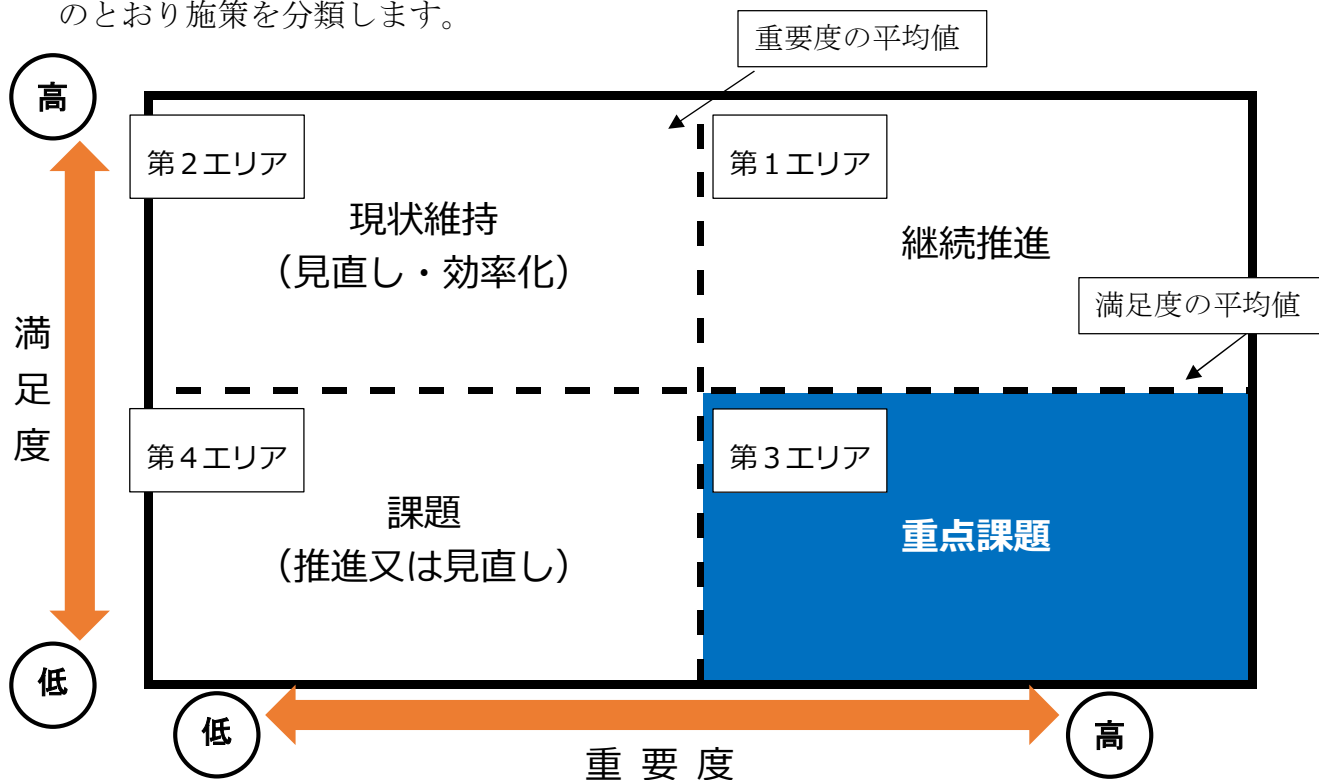 のとおり施策を分類します。
重要度の平均値
高
第２エリア
第１エリア
現状維持
（見直し・効率化）
継続推進
満足度の平均値
満足度
第４エリア
第３エリア
課題
（推進又は見直し）
重点課題
低
低
高
重要度